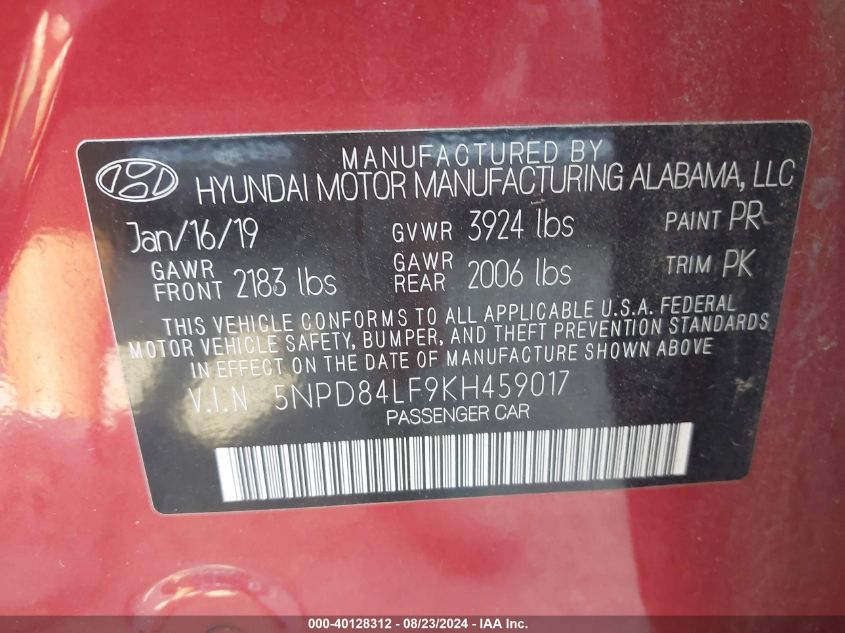 MANUFACTURED BY
HYUNDAI MOTOR MANUFACTURING ALABAMA, LLC
Jan/16/19 GVWR 3924 lbs PAINT PR
GAWR FRONT 2183 lbs GAWR REAR 2006 lbs TRIM PK
THIS VEHICLE CONFORMS TO ALL APPLICABLE U.S.A. FEDERAL
MOTOR VEHICLE SAFETY, BUMPER, AND THEFT PREVENTION STANDARDS
IN EFFECT ON THE DATE OF MANUFACTURE SHOWN ABOVE
V.I.N 5NPD84LF9KH459017
PASSENGER CAR
000-40128312 - 08/23/2024 - IAA Inc.